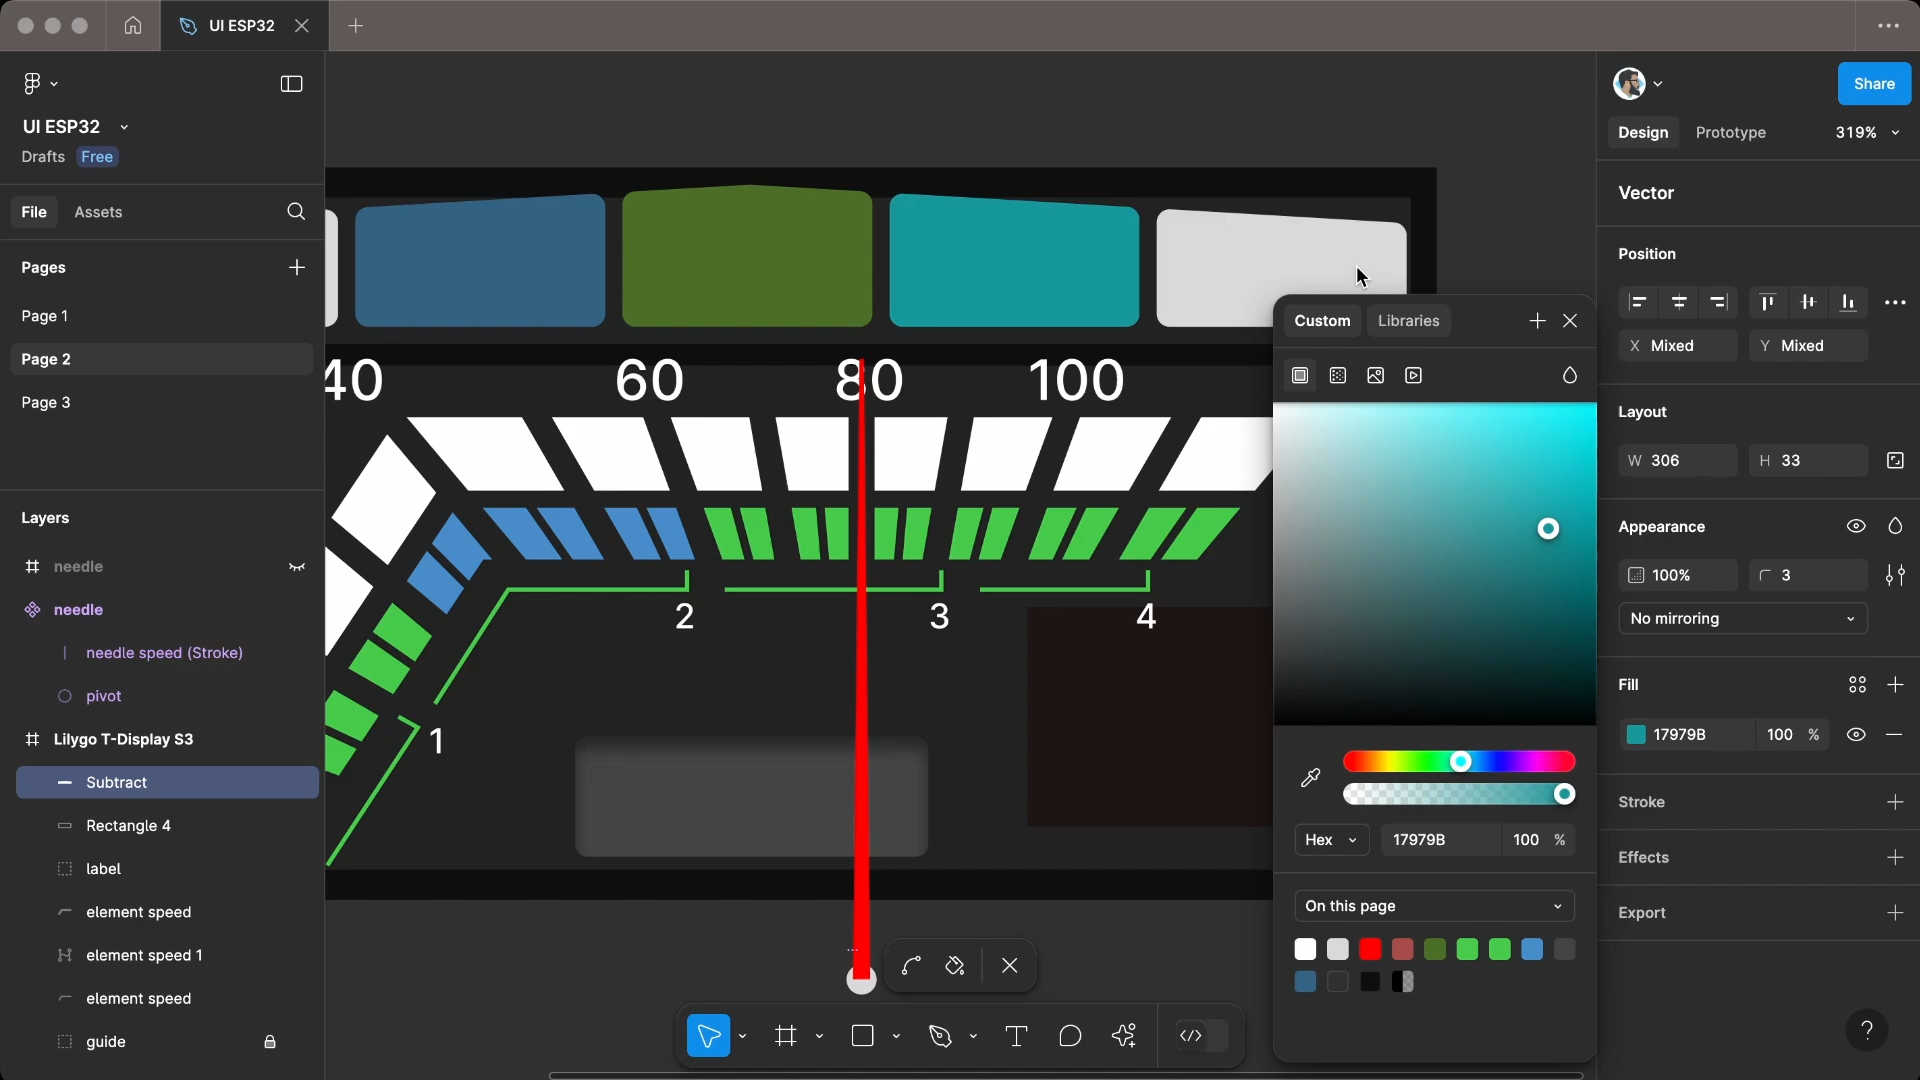 UI ESP32
UI ESP32
Drafts Free
File Assets
Pages
Page 1
Page 2
Page 3
Layers
needle
needle
needle speed (Stroke)
pivot
Lilygo T-Display S3
Subtract
Rectangle 4
label
element speed
element speed 1
element speed
guide
40 60 80 100
1 2 3 4
Custom Libraries
Hex 17979B 100 %
On this page
Share
Design Prototype 319%
Vector
Position
X Mixed Y Mixed
Layout
W 306 H 33
Appearance
100% 3
No mirroring
Fill
17979B 100 %
Stroke
Effects
Export
?